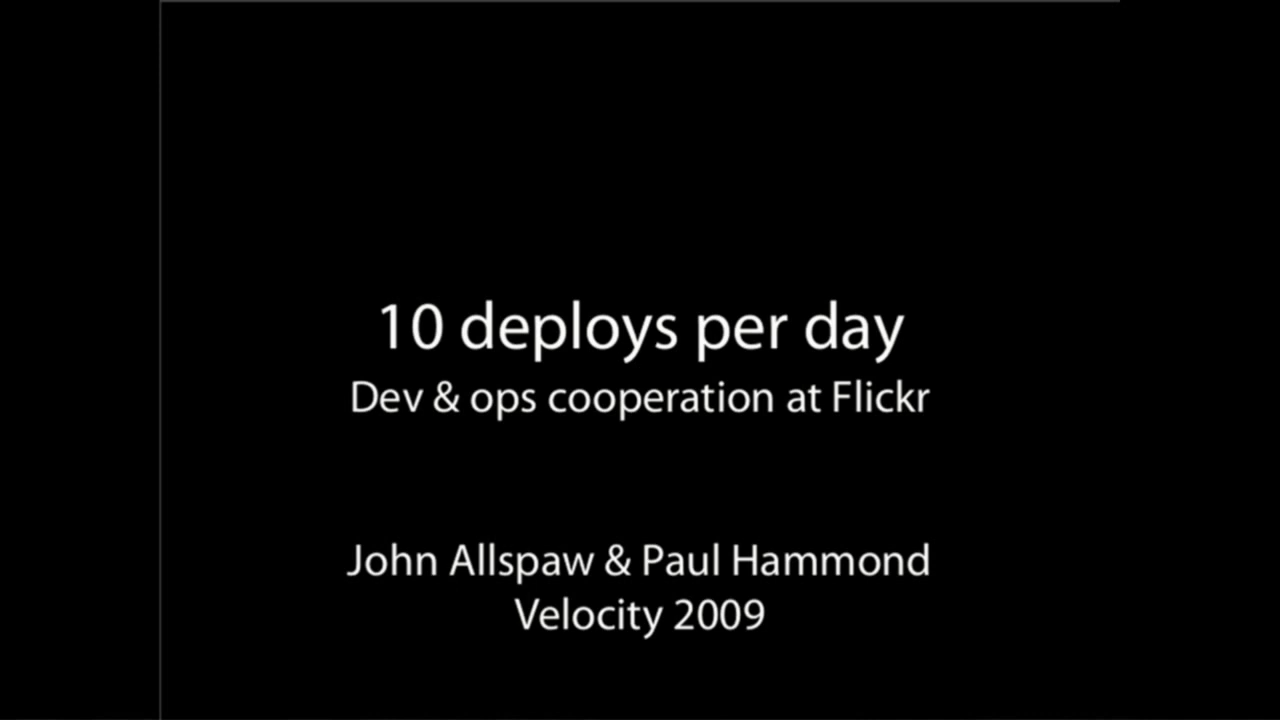 10 deploys per day
Dev & ops cooperation at Flickr
John Allspaw & Paul Hammond
Velocity 2009